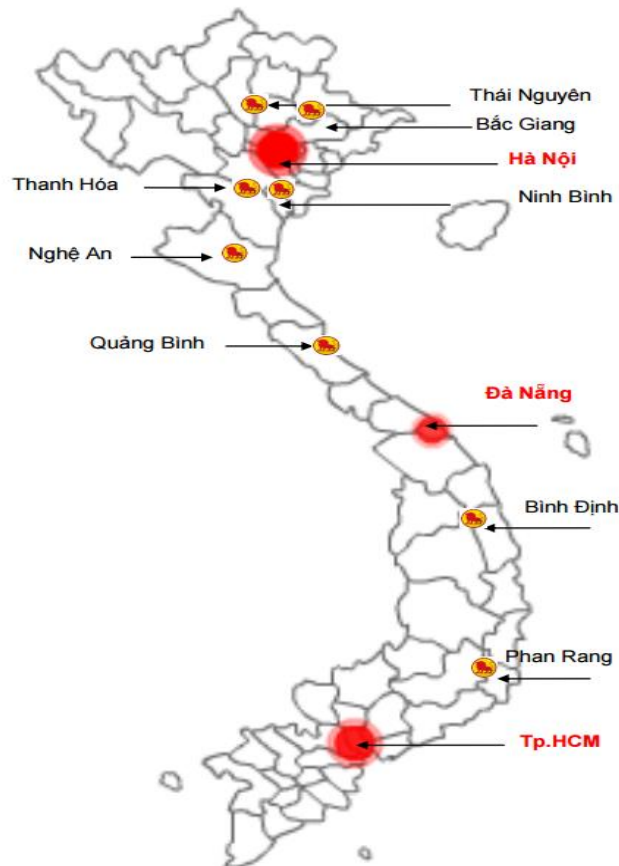 Thái Nguyên
Bắc Giang
Hà Nội
Thanh Hóa
Ninh Bình
Nghệ An
Quảng Bình
Đà Nẵng
Bình Định
Phan Rang
Tp.HCM